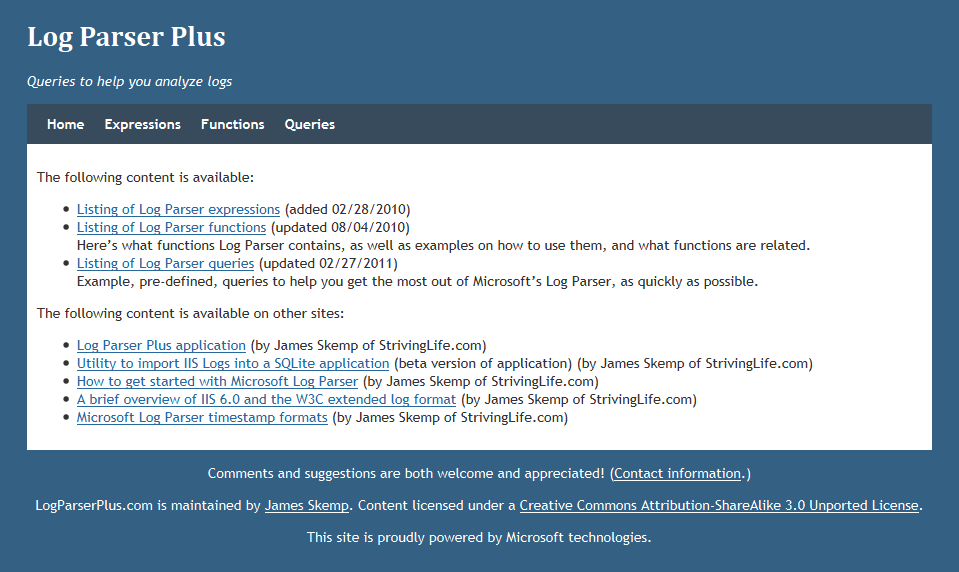 Log Parser Plus
Queries to help you analyze logs
Home Expressions Functions Queries
The following content is available:
Listing of Log Parser expressions (added 02/28/2010)
Listing of Log Parser functions (updated 08/04/2010)
Here's what functions Log Parser contains, as well as examples on how to use them, and what functions are related.
Listing of Log Parser queries (updated 02/27/2011)
Example, pre-defined, queries to help you get the most out of Microsoft's Log Parser, as quickly as possible.
The following content is available on other sites:
Log Parser Plus application (by James Skemp of StrivingLife.com)
Utility to import IIS Logs into a SQLite application (beta version of application) (by James Skemp of StrivingLife.com)
How to get started with Microsoft Log Parser (by James Skemp of StrivingLife.com)
A brief overview of IIS 6.0 and the W3C extended log format (by James Skemp of StrivingLife.com)
Microsoft Log Parser timestamp formats (by James Skemp of StrivingLife.com)
Comments and suggestions are both welcome and appreciated! (Contact information.)
LogParserPlus.com is maintained by James Skemp. Content licensed under a Creative Commons Attribution-ShareAlike 3.0 Unported License.
This site is proudly powered by Microsoft technologies.